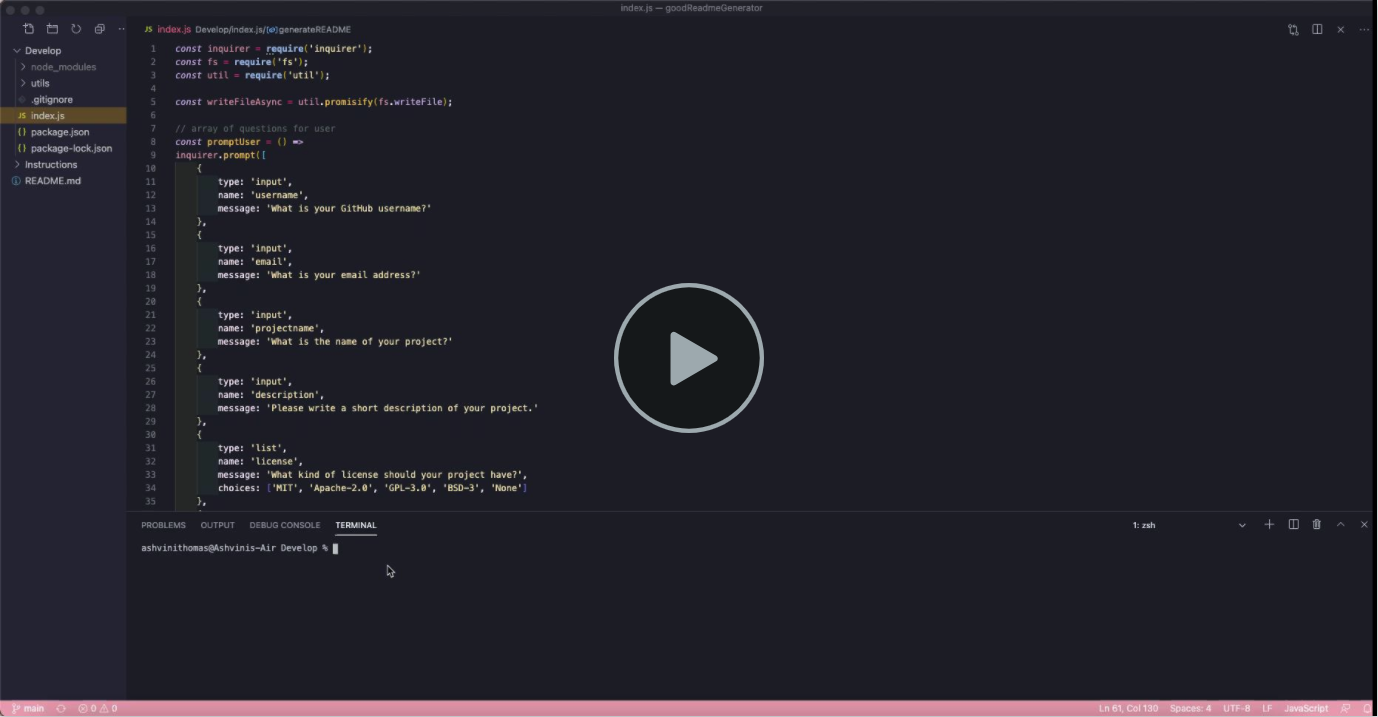 index.js — goodReadmeGenerator
JS index.js Develop/index.js/generateREADME
Develop
node_modules
utils
.gitignore
JS index.js
{} package.json
{} package-lock.json
Instructions
README.md
1 const inquirer = require('inquirer');
2 const fs = require('fs');
3 const util = require('util');
4
5 const writeFileAsync = util.promisify(fs.writeFile);
6
7 // array of questions for user
8 const promptUser = () =>
9 inquirer.prompt([
10 {
11 type: 'input',
12 name: 'username',
13 message: 'What is your GitHub username?'
14 },
15 {
16 type: 'input',
17 name: 'email',
18 message: 'What is your email address?'
19 },
20 {
21 type: 'input',
22 name: 'projectname',
23 message: 'What is the name of your project?'
24 },
25 {
26 type: 'input',
27 name: 'description',
28 message: 'Please write a short description of your project.'
29 },
30 {
31 type: 'list',
32 name: 'license',
33 message: 'What kind of license should your project have?',
34 choices: ['MIT', 'Apache-2.0', 'GPL-3.0', 'BSD-3', 'None']
35 },
PROBLEMS OUTPUT DEBUG CONSOLE TERMINAL 1: zsh
ashvinithomas@Ashvinis-Air Develop %
main 0 0 Ln 61, Col 130 Spaces: 4 UTF-8 LF JavaScript